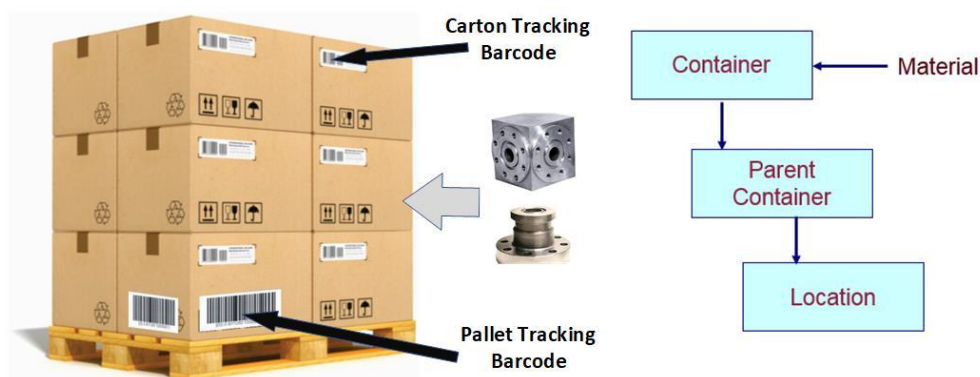 Carton Tracking
Barcode
Container
Material
Parent
Container
Location
Pallet Tracking
Barcode